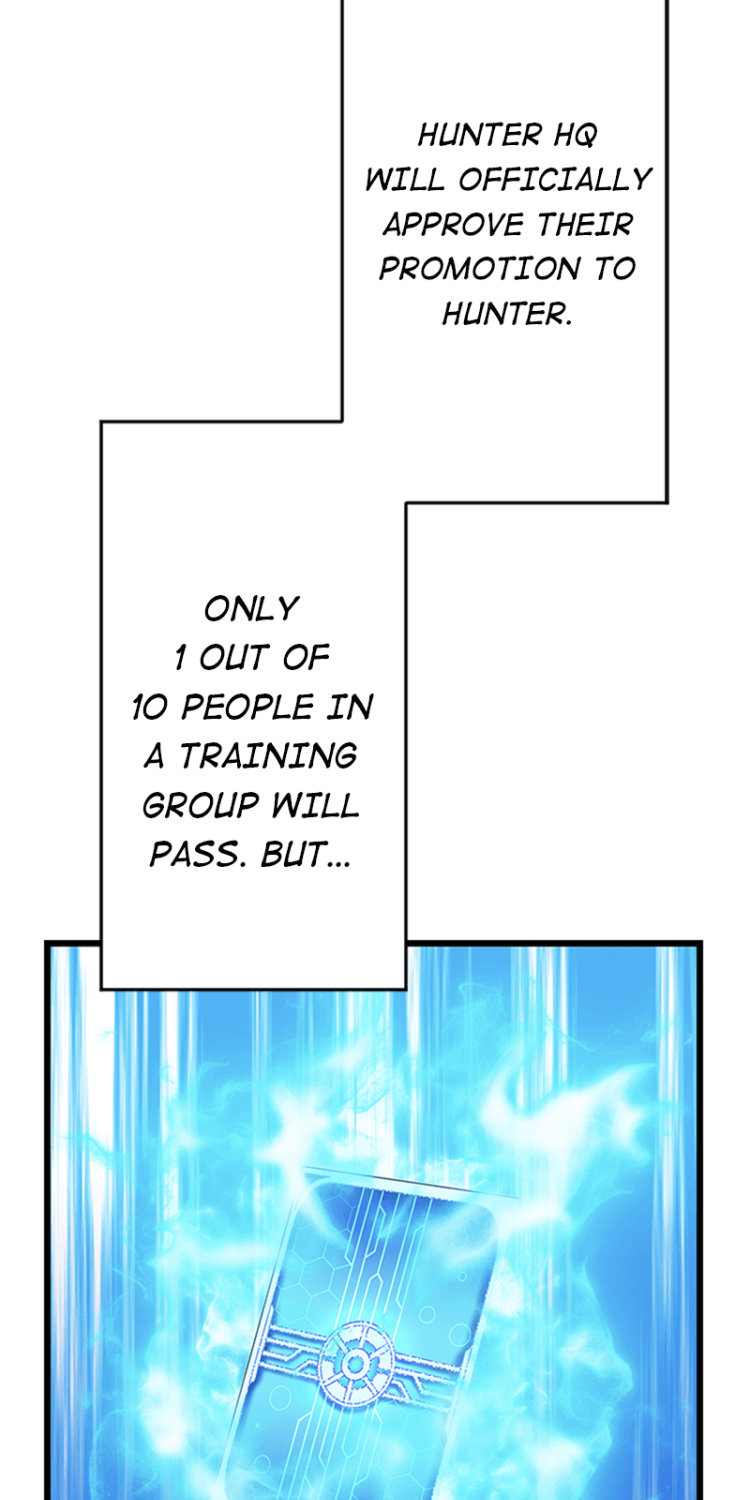 HUNTER HQ
WILL OFFICIALLY
APPROVE THEIR
PROMOTION TO
HUNTER.
ONLY
1 OUT OF
10 PEOPLE IN
A TRAINING
GROUP WILL
PASS. BUT...